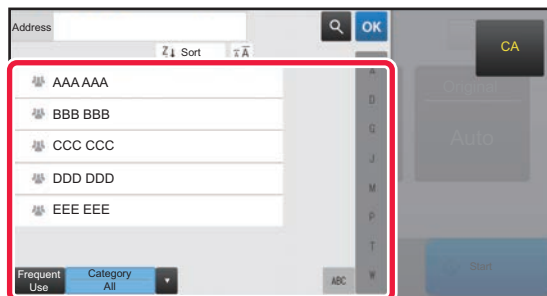 Address
OK
CA
Z↓ Sort
AAA AAA
BBB BBB
CCC CCC
DDD DDD
EEE EEE
A
D
G
J
M
P
T
W
Original
Auto
Start
Frequent
Use
Category
All
ABC